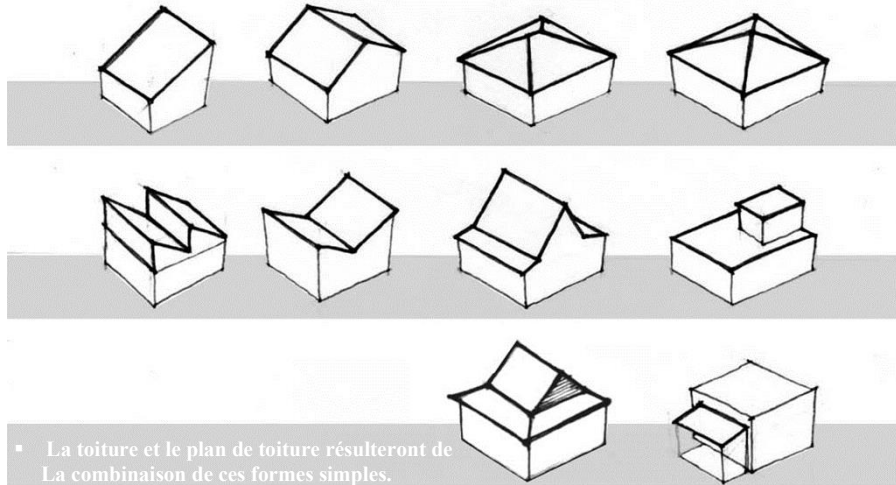 ▪ La toiture et le plan de toiture résulteront de
La combinaison de ces formes simples.